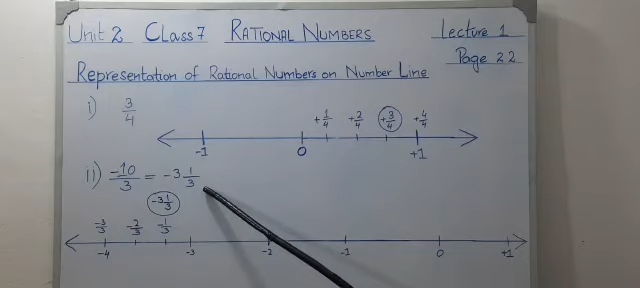 Unit 2 Class 7 RATIONAL NUMBERS Lecture 1
Page 22
Representation of Rational Numbers on Number Line
i) 3/4
+1/4 +2/4 +3/4 +4/4
-1 0 +1
ii) -10/3 = -3 1/3
-3 1/3
-3/3 -2/3 -1/3
-4 -3 -2 -1 0 +1